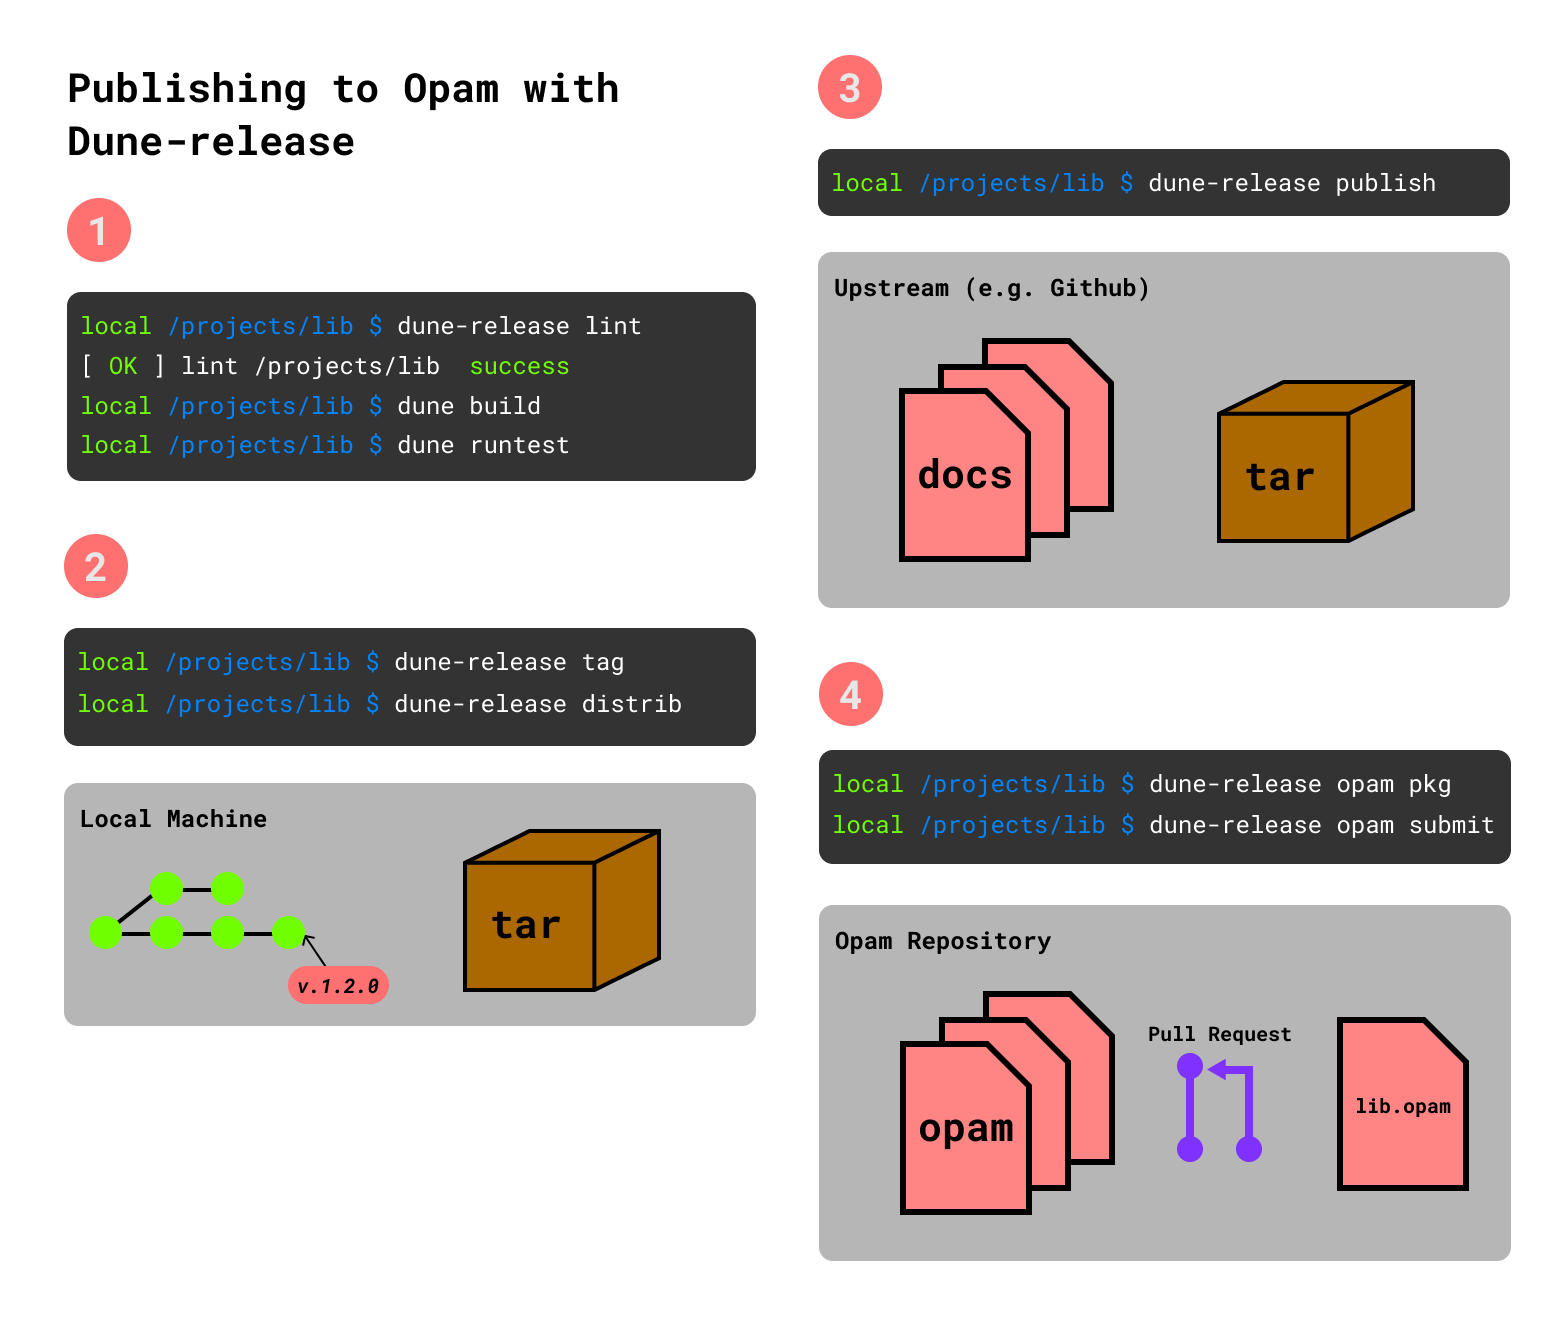 Publishing to Opam with
Dune-release
1
local /projects/lib $ dune-release lint
[ OK ] lint /projects/lib  success
local /projects/lib $ dune build
local /projects/lib $ dune runtest
2
local /projects/lib $ dune-release tag
local /projects/lib $ dune-release distrib
Local Machine
tar
v.1.2.0
3
local /projects/lib $ dune-release publish
Upstream (e.g. Github)
docs
tar
4
local /projects/lib $ dune-release opam pkg
local /projects/lib $ dune-release opam submit
Opam Repository
Pull Request
lib.opam
opam